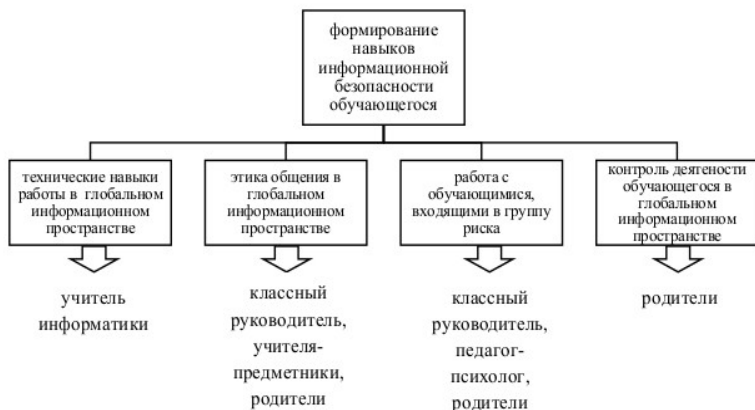 формирование
навыков
информационной
безопасности
обучающегося
технические навыки
работы в глобальном
информационном
пространстве
этика общения в
глобальном
информационном
пространстве
работа с
обучающимися,
входящими в группу
риска
контроль деятености
обучающегося в
глобальном
информационном
пространстве
учитель
информатики
классный
руководитель,
учителя-
предметники,
родители
классный
руководитель,
педагог-
психолог,
родители
родители